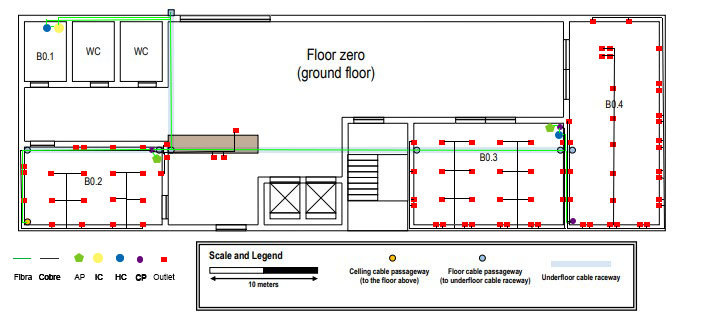 B0.1
WC
WC
Floor zero
(ground floor)
B0.4
B0.3
B0.2
Fibra
Cobre
AP
IC
HC
CP
Outlet
Scale and Legend
10 meters
Celling cable passageway
(to the floor above)
Floor cable passageway
(to underfloor cable raceway)
Underfloor cable raceway